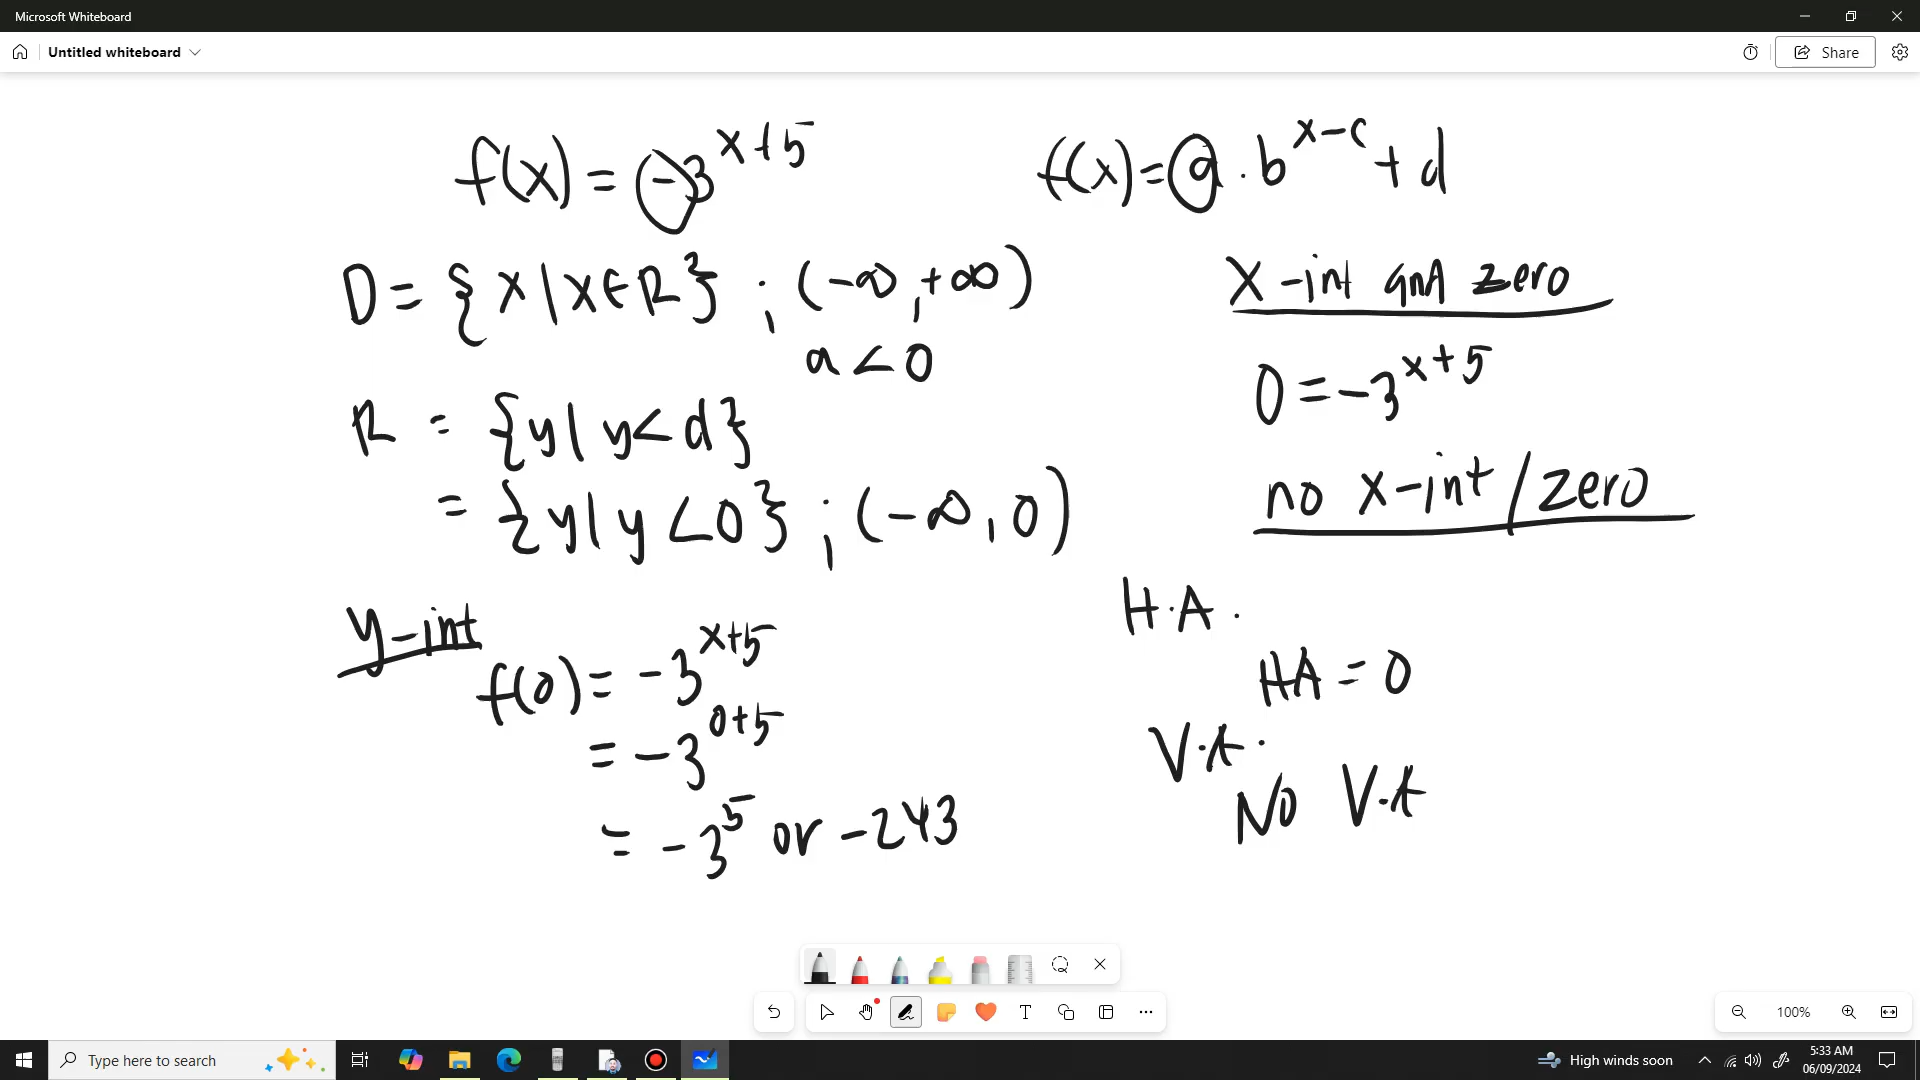 Microsoft Whiteboard
Untitled whiteboard
Share
f(x) = -3^{x+5}
f(x) = a · b^{x-c} + d
D = {x | x ∈ R} ; (-∞, +∞)
a < 0
R = {y | y < d}
= {y | y < 0} ; (-∞, 0)
y-int
f(0) = -3^{x+5}
= -3^{0+5}
= -3^5 or -243
x-int and zero
0 = -3^{x+5}
no x-int/zero
H.A.
HA = 0
V.A.
No V.A
100%
Type here to search
High winds soon
5:33 AM
06/09/2024